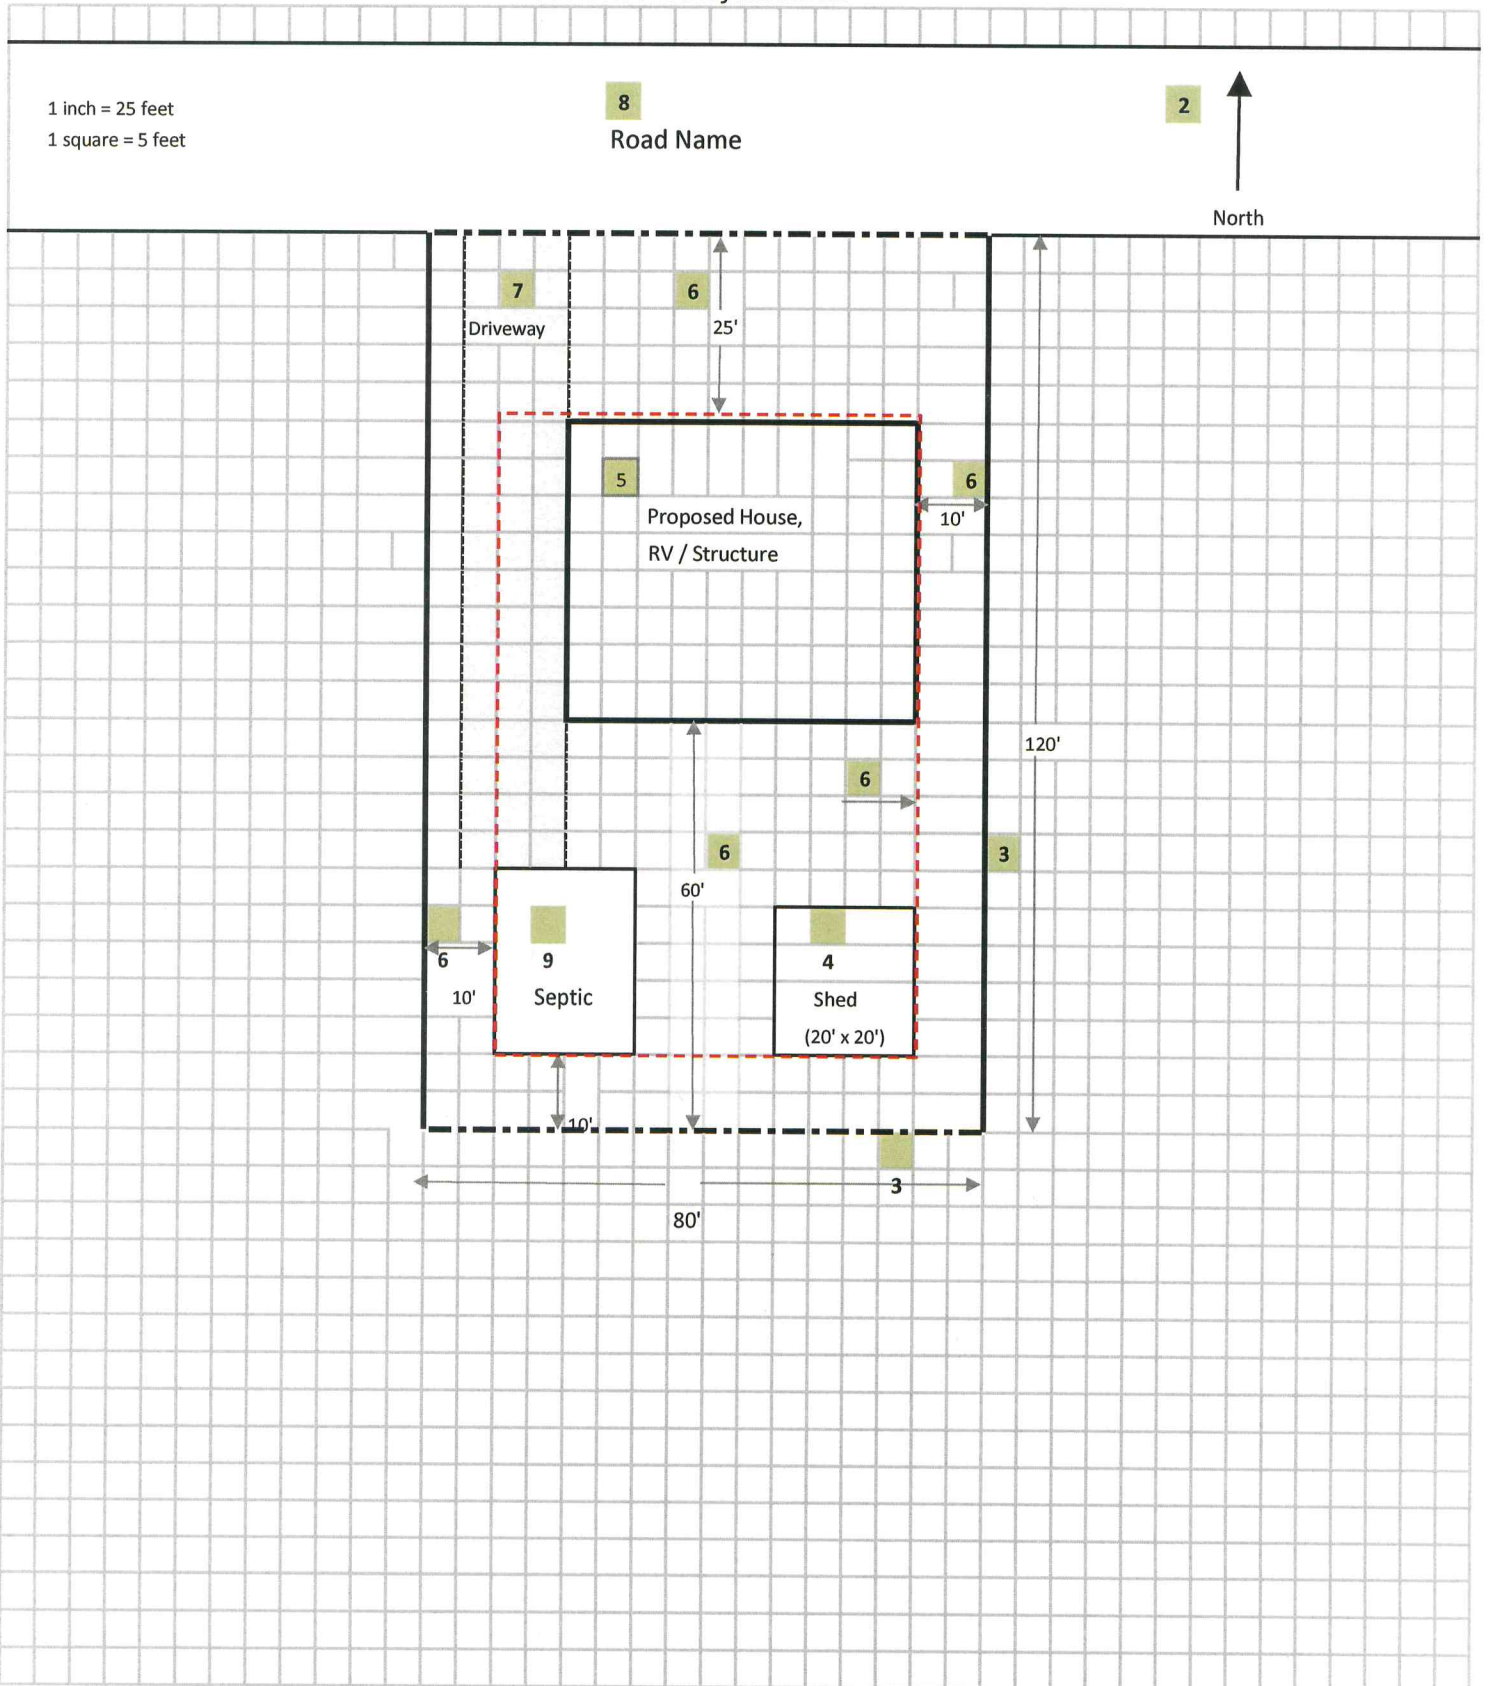 1 inch = 25 feet
1 square = 5 feet
8
Road Name
2
North
7
Driveway
6
25'
5
Proposed House,
RV / Structure
6
10'
120'
6
6
3
60'
6
10'
9
Septic
4
Shed
(20' x 20')
10'
3
80'